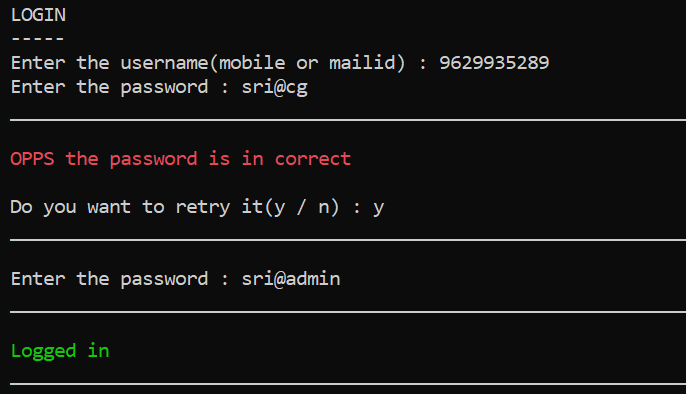 LOGIN
-----
Enter the username(mobile or mailid) : 9629935289
Enter the password : sri@cg
OPPS the password is in correct
Do you want to retry it(y / n) : y
Enter the password : sri@admin
Logged in